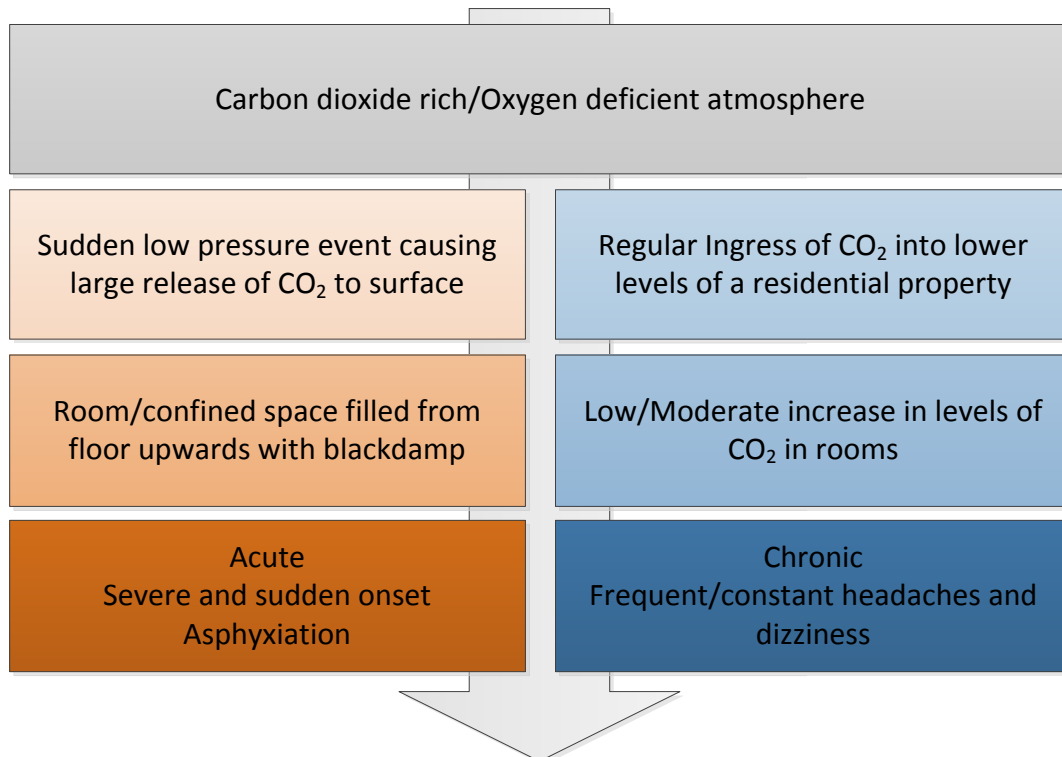 Carbon dioxide rich/Oxygen deficient atmosphere
Sudden low pressure event causing
large release of CO₂ to surface
Regular Ingress of CO₂ into lower
levels of a residential property
Room/confined space filled from
floor upwards with blackdamp
Low/Moderate increase in levels of
CO₂ in rooms
Acute
Severe and sudden onset
Asphyxiation
Chronic
Frequent/constant headaches and
dizziness